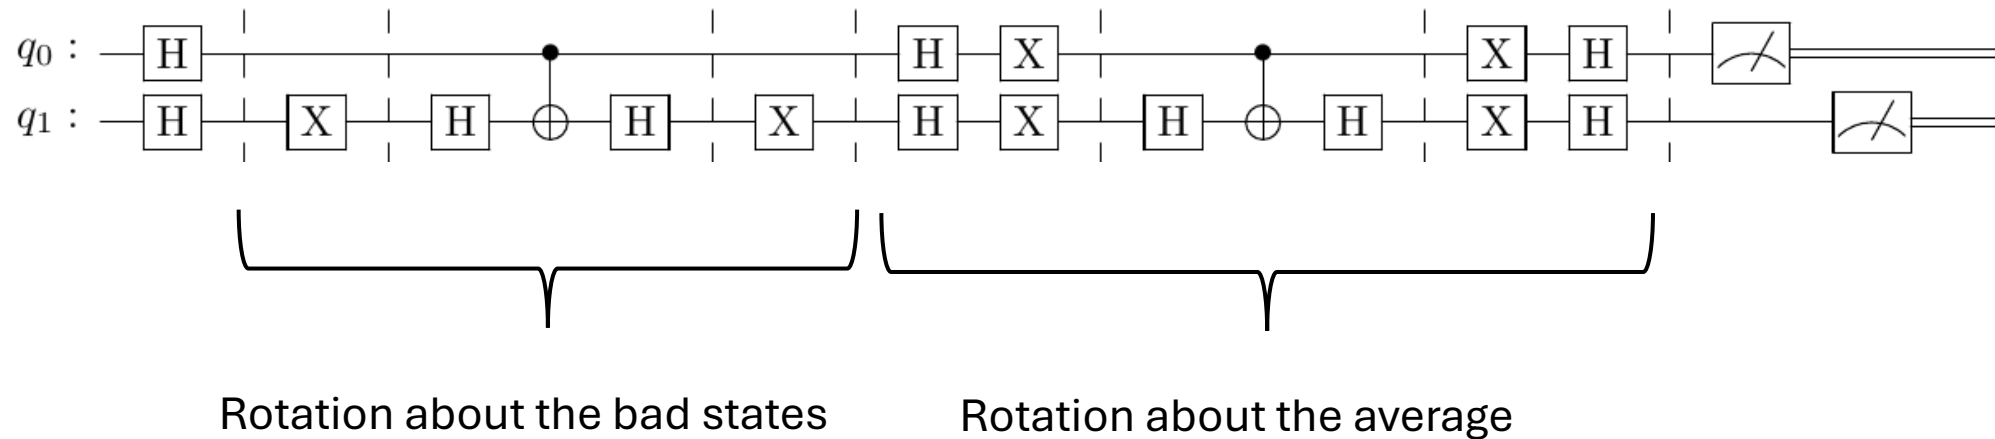 q0 : H H X X H
q1 : H X H H X H X H H X H
Rotation about the bad states
Rotation about the average